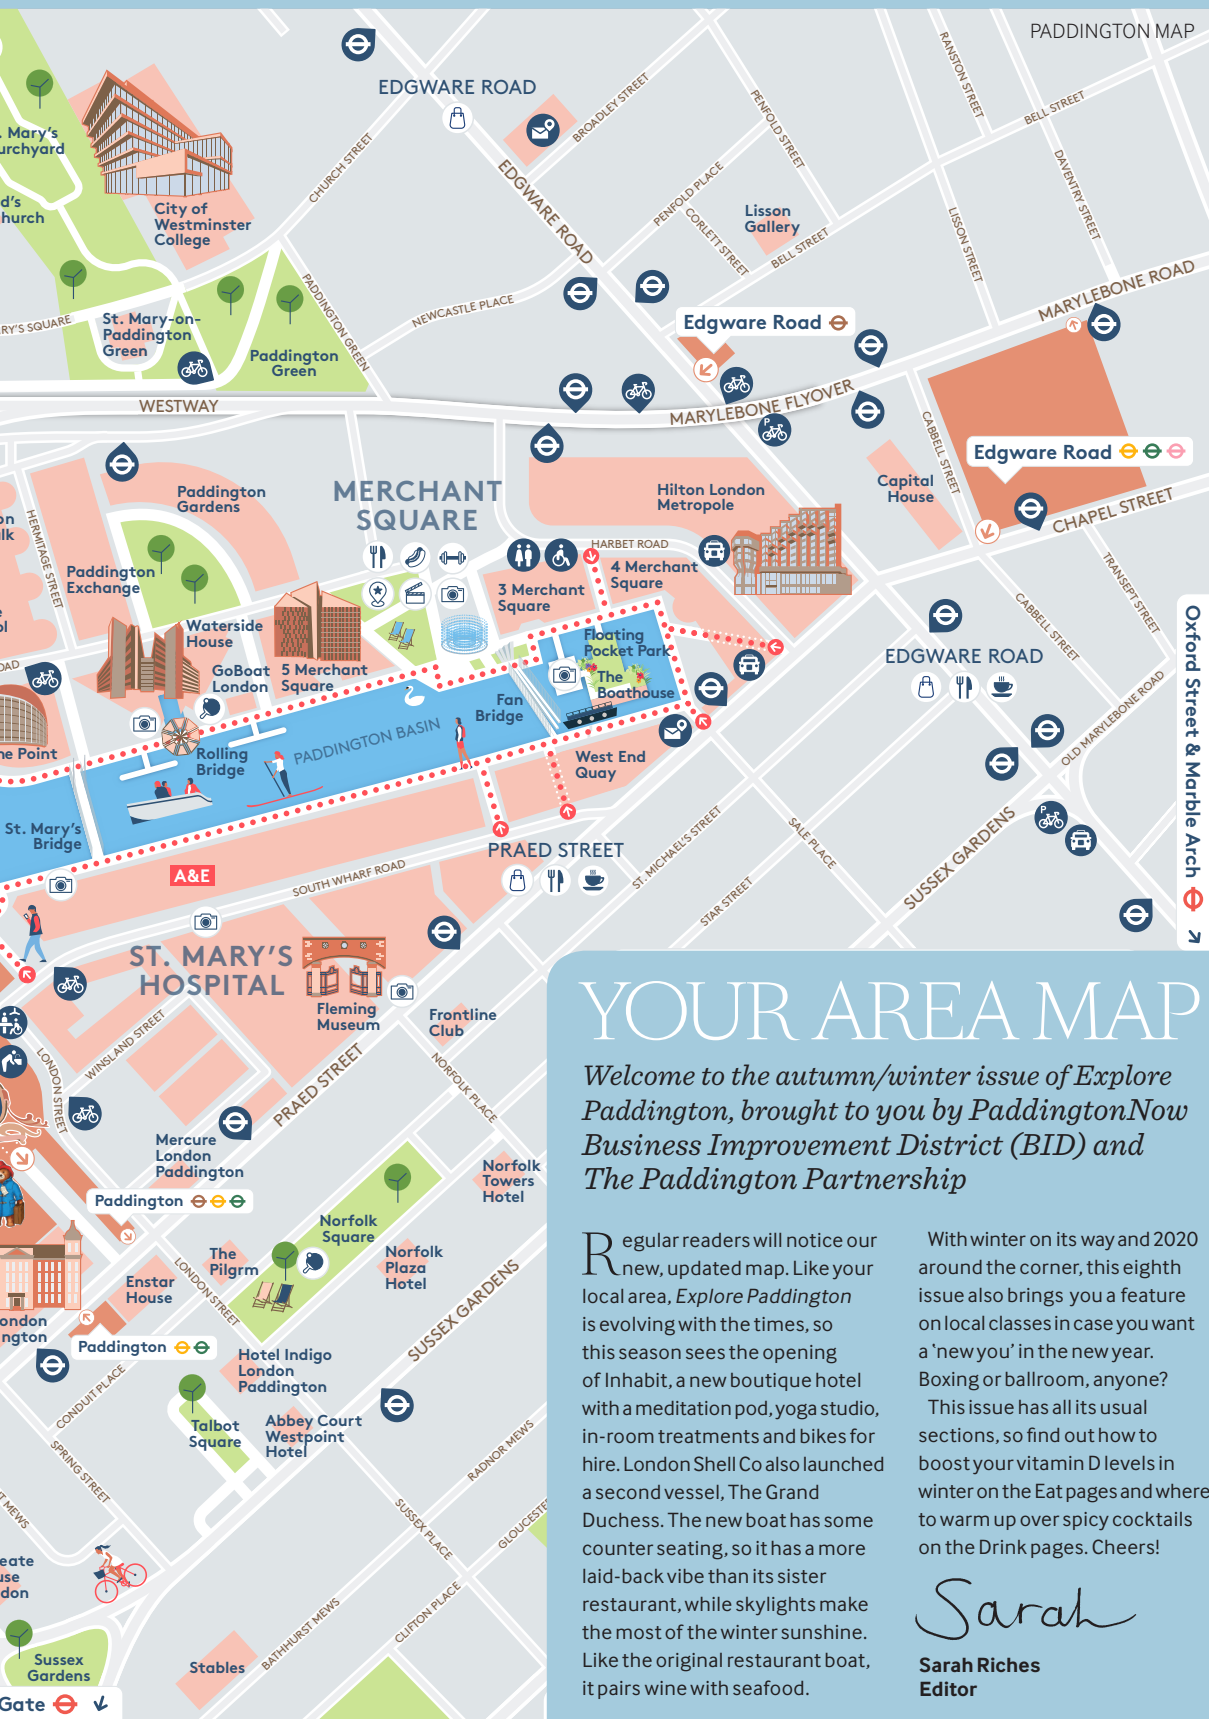 PADDINGTON MAP
EDGWARE ROAD
BROADLEY STREET
PENFOLD STREET
RANSTON STREET
BELL STREET
DAVENTRY STREET
CHURCH STREET
. Mary's
urchyard
d's
hurch
City of
Westminster
College
EDGWARE ROAD
PENFOLD PLACE
CORLETT STREET
Lisson
Gallery
BELL STREET
LISSON STREET
MARYLEBONE ROAD
RY'S SQUARE
St. Mary-on-
Paddington
Green
PADDINGTON GREEN
Paddington
Green
NEWCASTLE PLACE
Edgware Road
WESTWAY
MARYLEBONE FLYOVER
CABBELL STREET
Edgware Road
Capital
House
CHAPEL STREET
Paddington
Gardens
MERCHANT
SQUARE
Hilton London
Metropole
on
lk
HERMITAGE STREET
HARBET ROAD
Paddington
Exchange
3 Merchant
Square
4 Merchant
Square
TRANSEPT STREET
CABBELL STREET
Waterside
House
Floating
Pocket Park
EDGWARE ROAD
OLD MARYLEBONE ROAD
Oxford Street & Marble Arch
GoBoat
London
5 Merchant
Square
The
Boathouse
Fan
Bridge
OAD
P
ne Point
Rolling
Bridge
PADDINGTON BASIN
West End
Quay
St. Mary's
Bridge
A&E
SOUTH WHARF ROAD
PRAED STREET
ST. MICHAEL'S STREET
SALE PLACE
STAR STREET
SUSSEX GARDENS
P
ST. MARY'S
HOSPITAL
Fleming
Museum
Frontline
Club
WINSLAND STREET
LONDON STREET
PRAED STREET
NORFOLK PLACE
Mercure
London
Paddington
Norfolk
Towers
Hotel
Paddington
Norfolk
Square
The
Pilgrm
Norfolk
Plaza
Hotel
Enstar
House
LONDON STREET
SUSSEX GARDENS
ondon
ngton
Paddington
Hotel Indigo
London
Paddington
CONDUIT PLACE
Talbot
Square
Abbey Court
Westpoint
Hotel
SPRING STREET
RADNOR MEWS
T MEWS
SUSSEX PLACE
GLOUCESTE
eate
use
don
BATHHURST MEWS
CLIFTON PLACE
Sussex
Gardens
Stables
Gate
YOUR AREA MAP
Welcome to the autumn/winter issue of Explore
Paddington, brought to you by PaddingtonNow
Business Improvement District (BID) and
The Paddington Partnership
Regular readers will notice our
new, updated map. Like your
local area, Explore Paddington
is evolving with the times, so
this season sees the opening
of Inhabit, a new boutique hotel
with a meditation pod, yoga studio,
in-room treatments and bikes for
hire. London Shell Co also launched
a second vessel, The Grand
Duchess. The new boat has some
counter seating, so it has a more
laid-back vibe than its sister
restaurant, while skylights make
the most of the winter sunshine.
Like the original restaurant boat,
it pairs wine with seafood.
With winter on its way and 2020
around the corner, this eighth
issue also brings you a feature
on local classes in case you want
a 'new you' in the new year.
Boxing or ballroom, anyone?
This issue has all its usual
sections, so find out how to
boost your vitamin D levels in
winter on the Eat pages and where
to warm up over spicy cocktails
on the Drink pages. Cheers!
Sarah
Sarah Riches
Editor